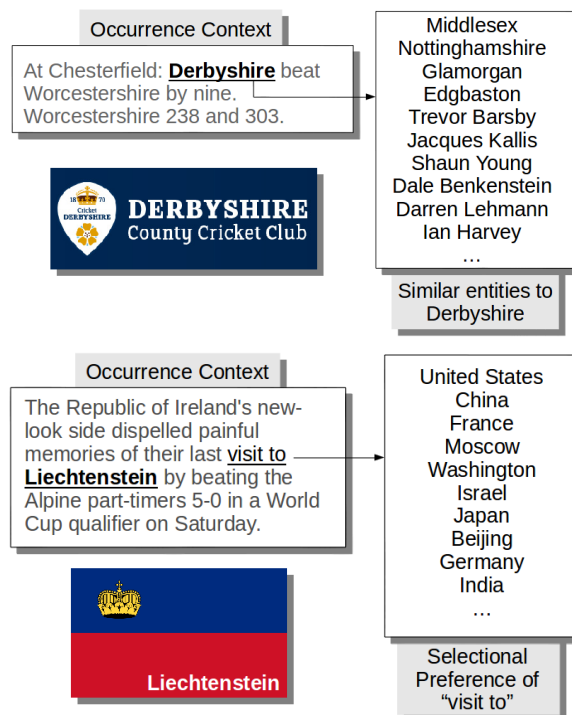 Occurrence Context
At Chesterfield: Derbyshire beat
Worcestershire by nine.
Worcestershire 238 and 303.
18 70
Cricket
DERBYSHIRE
DERBYSHIRE
County Cricket Club
Middlesex
Nottinghamshire
Glamorgan
Edgbaston
Trevor Barsby
Jacques Kallis
Shaun Young
Dale Benkenstein
Darren Lehmann
Ian Harvey
...
Similar entities to
Derbyshire
Occurrence Context
The Republic of Ireland's new-
look side dispelled painful
memories of their last visit to
Liechtenstein by beating the
Alpine part-timers 5-0 in a World
Cup qualifier on Saturday.
Liechtenstein
United States
China
France
Moscow
Washington
Israel
Japan
Beijing
Germany
India
...
Selectional
Preference of
“visit to”